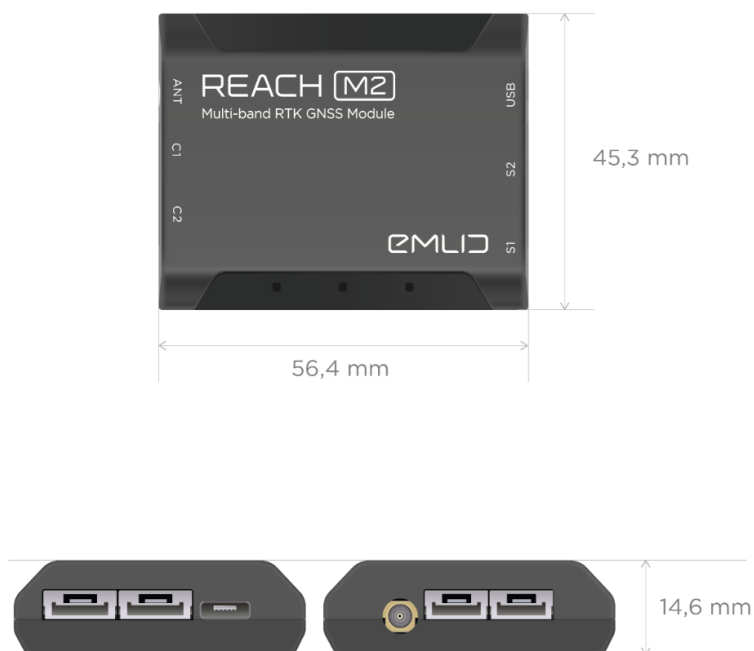 ANT
REACH M2
Multi-band RTK GNSS Module
USB
C1
S2
C2
EMLID
S1
45,3 mm
56,4 mm
14,6 mm